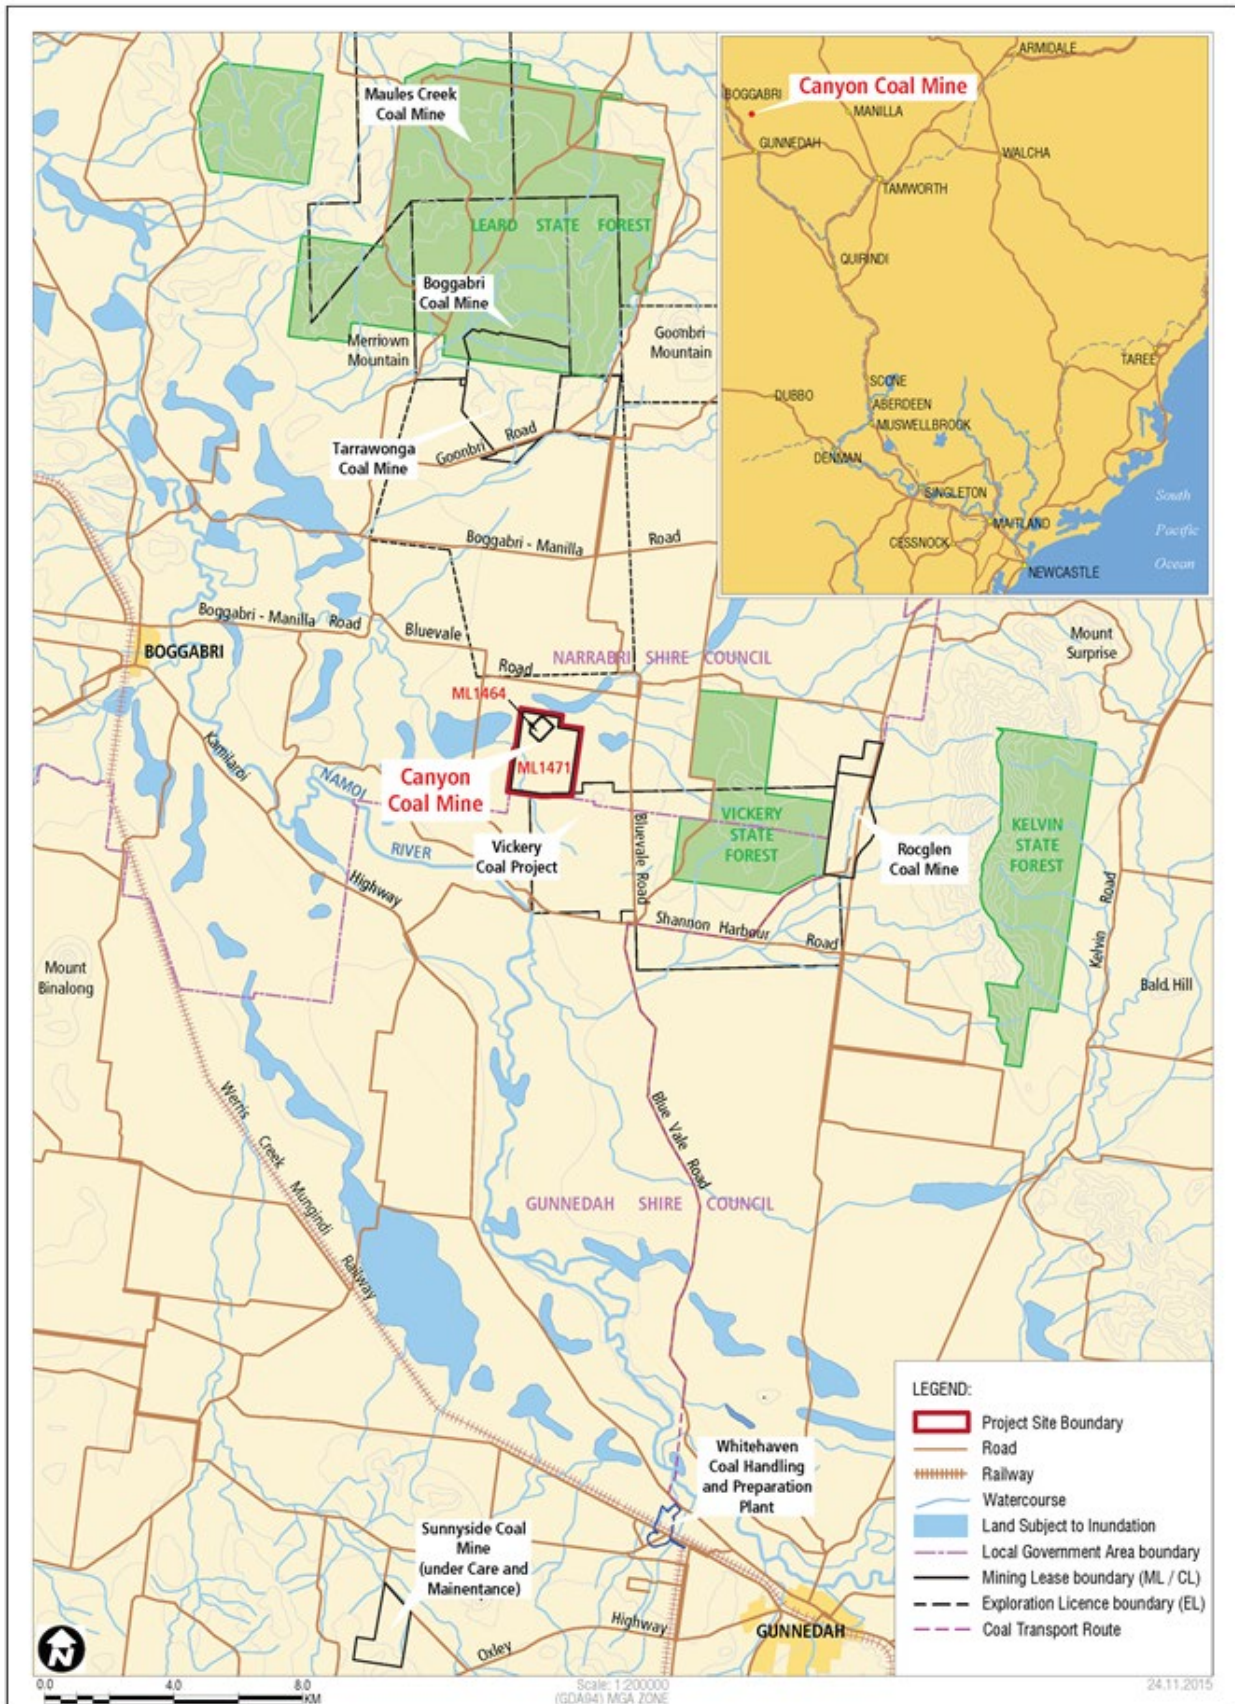 Maules Creek
Coal Mine
LEARD STATE FOREST
Boggabri
Coal Mine
Merriown
Mountain
Goonbri
Mountain
Tarrawonga
Coal Mine
Goonbri Road
Boggabri - Manilla Road
Boggabri - Manilla Road
Bluevale
Road
BOGGABRI
NARRABRI SHIRE COUNCIL
Mount
Surprise
ML1464
ML1471
Canyon
Coal Mine
Kamilaroi
Highway
NAMOI
RIVER
Vickery
Coal Project
Bluevale Road
VICKERY
STATE
FOREST
Rocglen
Coal Mine
KELVIN
STATE
FOREST
Kelvin Road
Shannon Harbour Road
Mount
Binalong
Bald Hill
Werris Creek Mungindi Railway
Blue Vale Road
GUNNEDAH SHIRE COUNCIL
Whitehaven
Coal Handling
and Preparation
Plant
Sunnyside Coal
Mine
(under Care and
Mainentance)
Oxley Highway
GUNNEDAH
ARMIDALE
BOGGABRI
Canyon Coal Mine
MANILLA
GUNNEDAH
WALCHA
TAMWORTH
QUIRINDI
TAREE
SCONE
DUBBO
ABERDEEN
MUSWELLBROOK
DENMAN
SINGLETON
MAITLAND
CESSNOCK
NEWCASTLE
South
Pacific
Ocean
LEGEND:
Project Site Boundary
Road
Railway
Watercourse
Land Subject to Inundation
Local Government Area boundary
Mining Lease boundary (ML / CL)
Exploration Licence boundary (EL)
Coal Transport Route
N
0.0 4.0 8.0
KM
Scale: 1:200000
(GDA94) MGA ZONE
24.11.2015